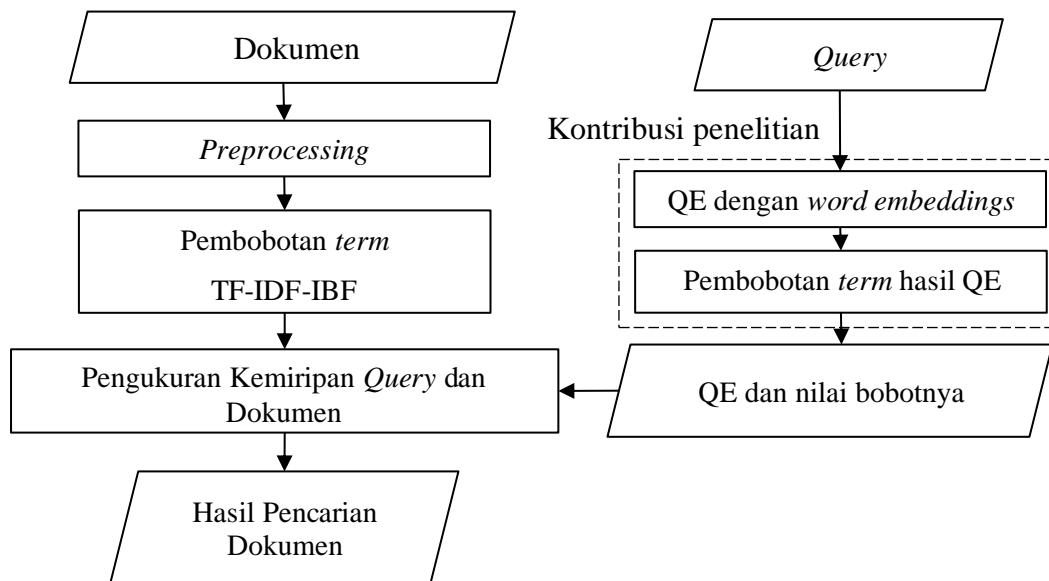 Dokumen
Preprocessing
Pembobotan term
TF-IDF-IBF
Pengukuran Kemiripan Query dan
Dokumen
Hasil Pencarian
Dokumen
Query
Kontribusi penelitian
QE dengan word embeddings
Pembobotan term hasil QE
QE dan nilai bobotnya